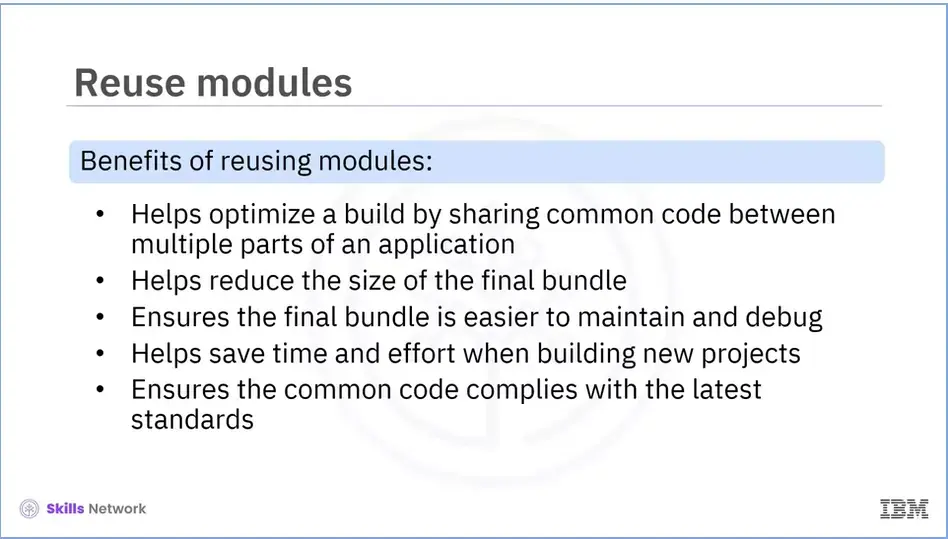 Reuse modules
Benefits of reusing modules:
• Helps optimize a build by sharing common code between
multiple parts of an application
• Helps reduce the size of the final bundle
• Ensures the final bundle is easier to maintain and debug
• Helps save time and effort when building new projects
• Ensures the common code complies with the latest
standards
Skills Network
IBM